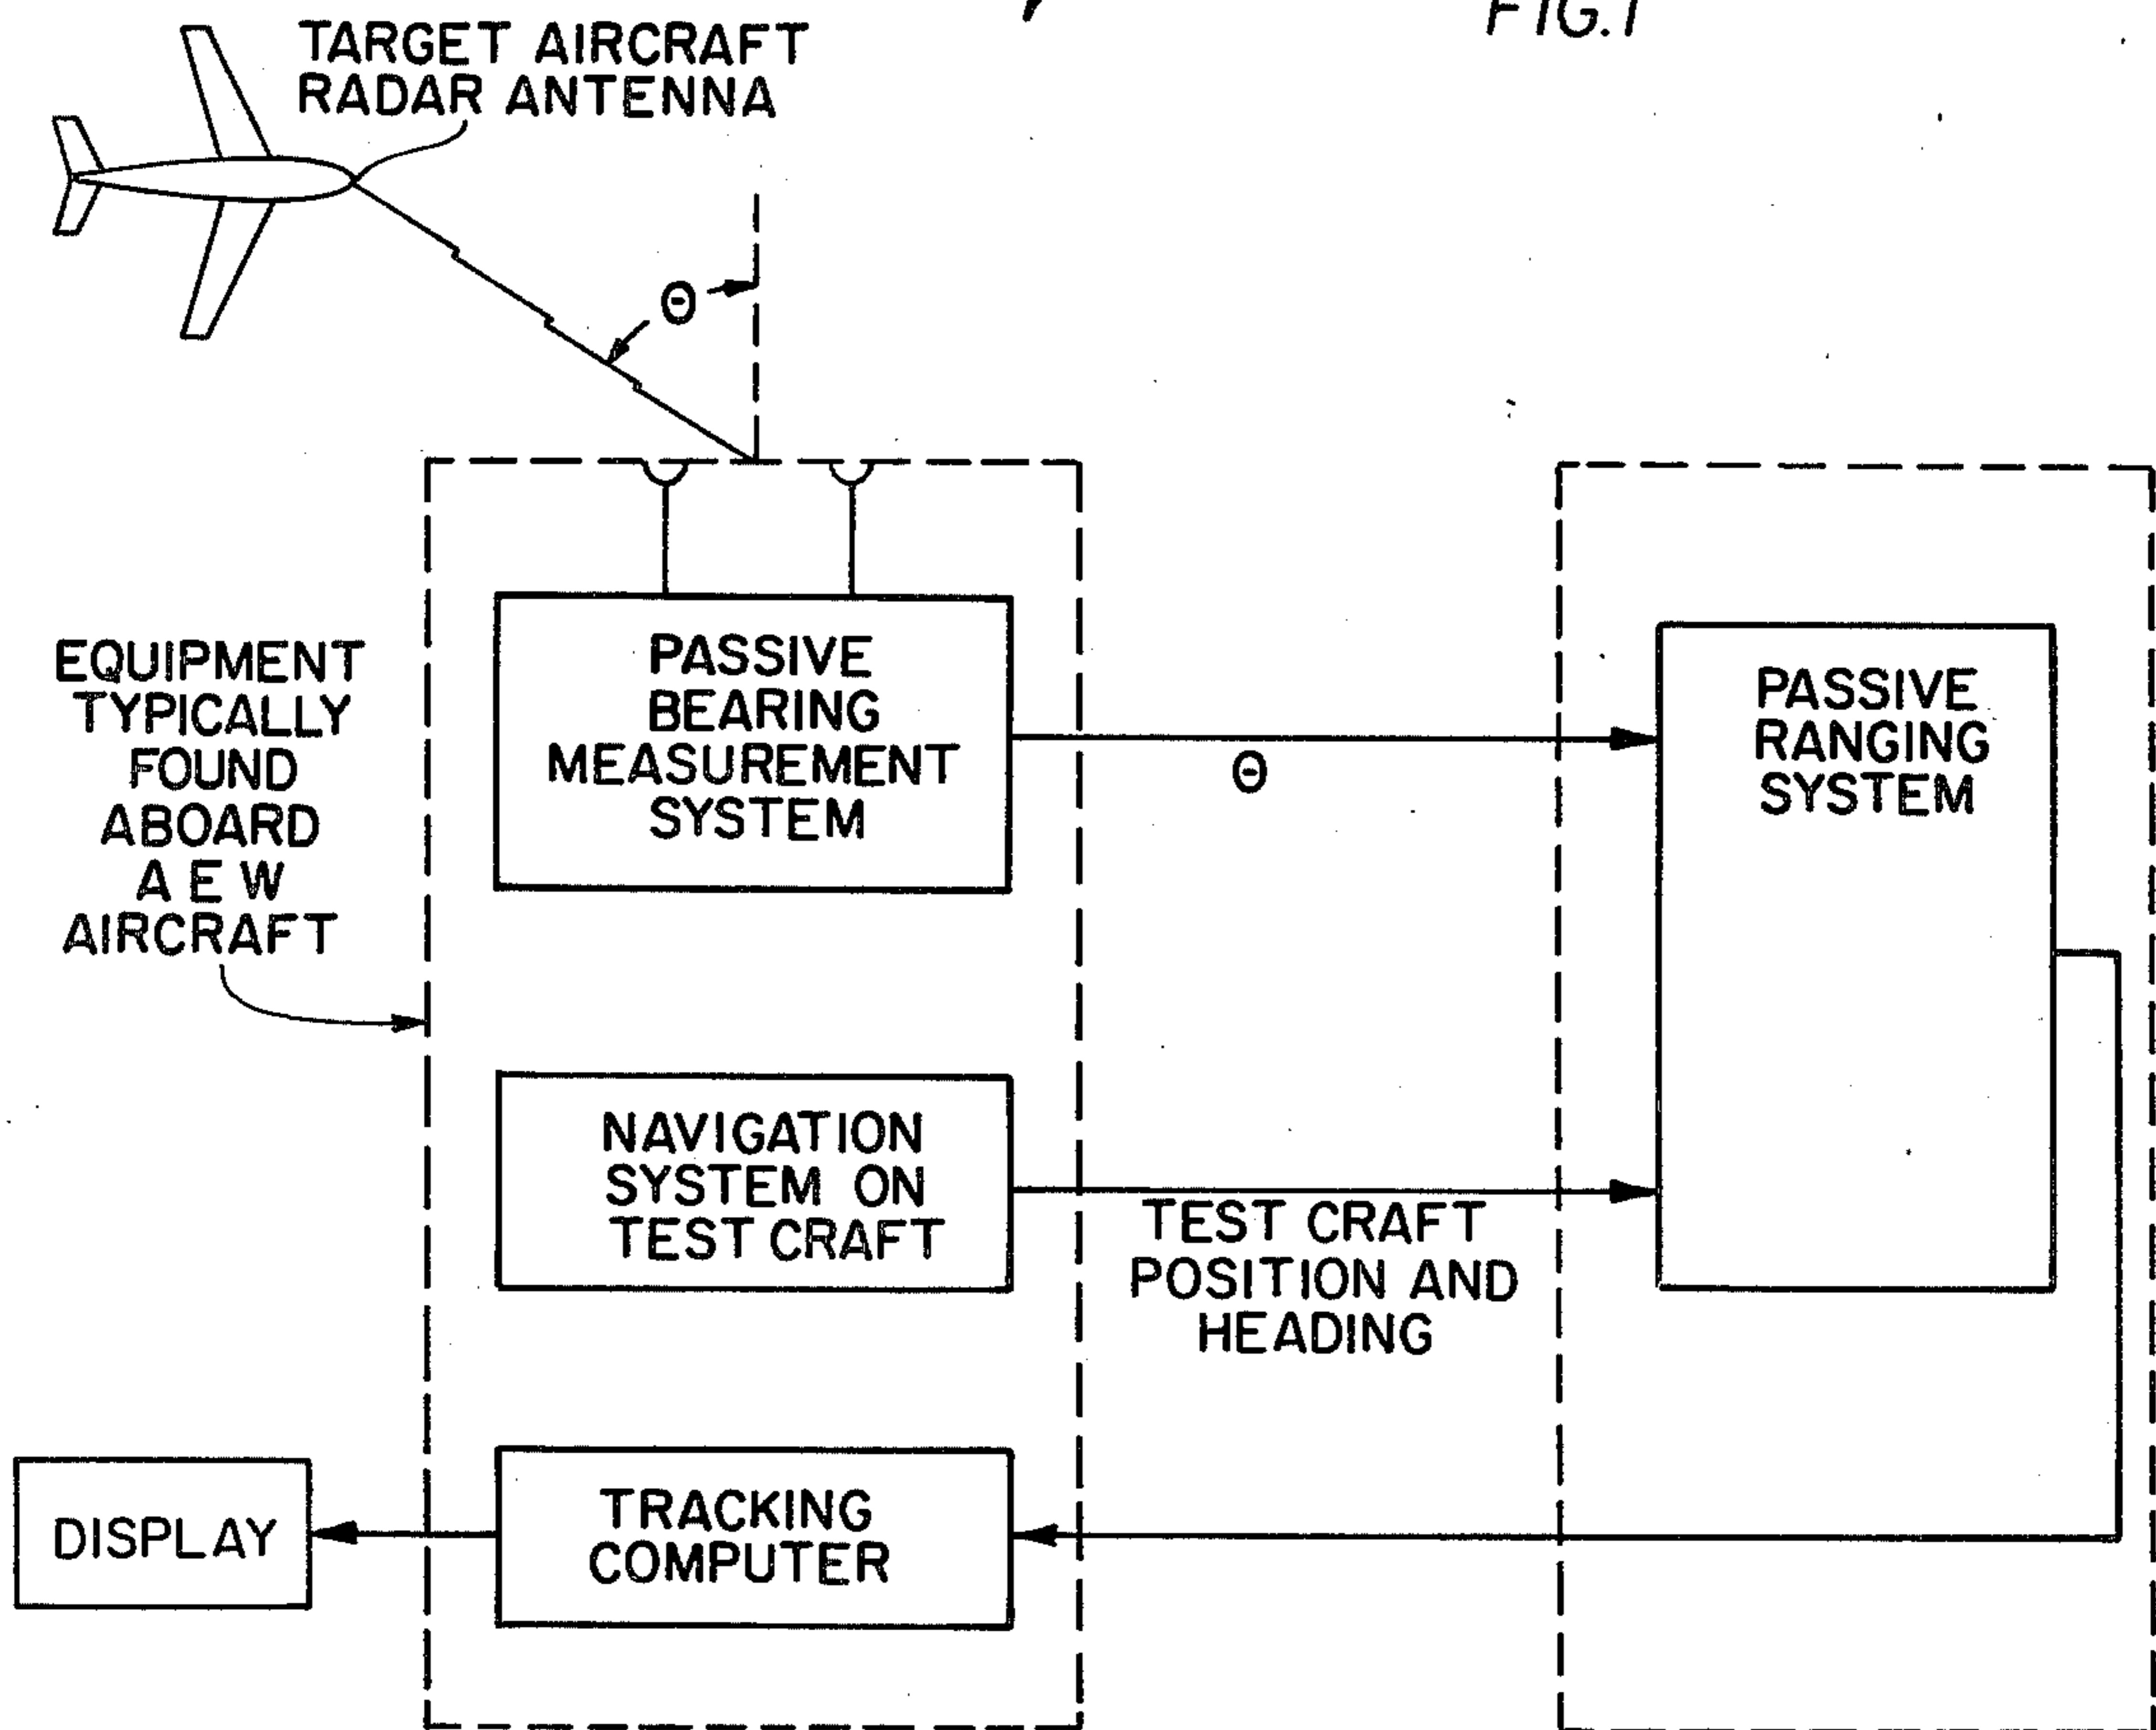 FIG. 1
TARGET AIRCRAFT
RADAR ANTENNA
Θ
EQUIPMENT
TYPICALLY
FOUND
ABOARD
A E W
AIRCRAFT
PASSIVE
BEARING
MEASUREMENT
SYSTEM
Θ
PASSIVE
RANGING
SYSTEM
NAVIGATION
SYSTEM ON
TEST CRAFT
TEST CRAFT
POSITION AND
HEADING
TRACKING
COMPUTER
DISPLAY